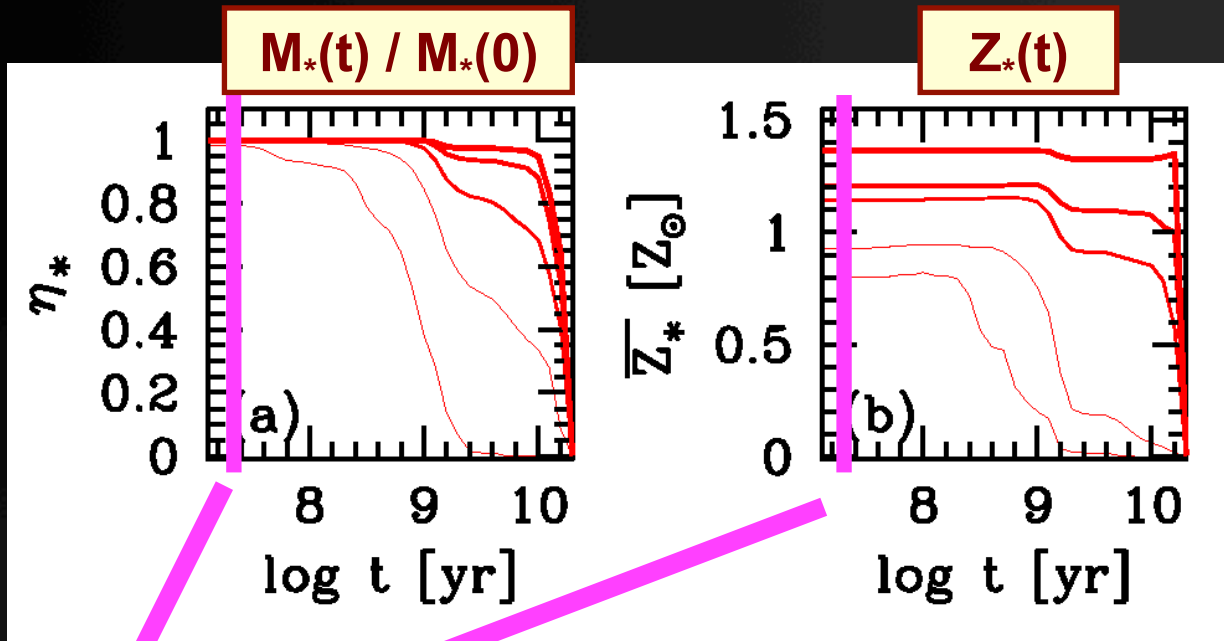 M*(t) / M*(0)
Z*(t)
1
0.8
0.6
0.4
0.2
0
η*
(a)
8 9 10
log t [yr]
1.5
1
0.5
0
Z̅* [Z⊙]
(b)
8 9 10
log t [yr]